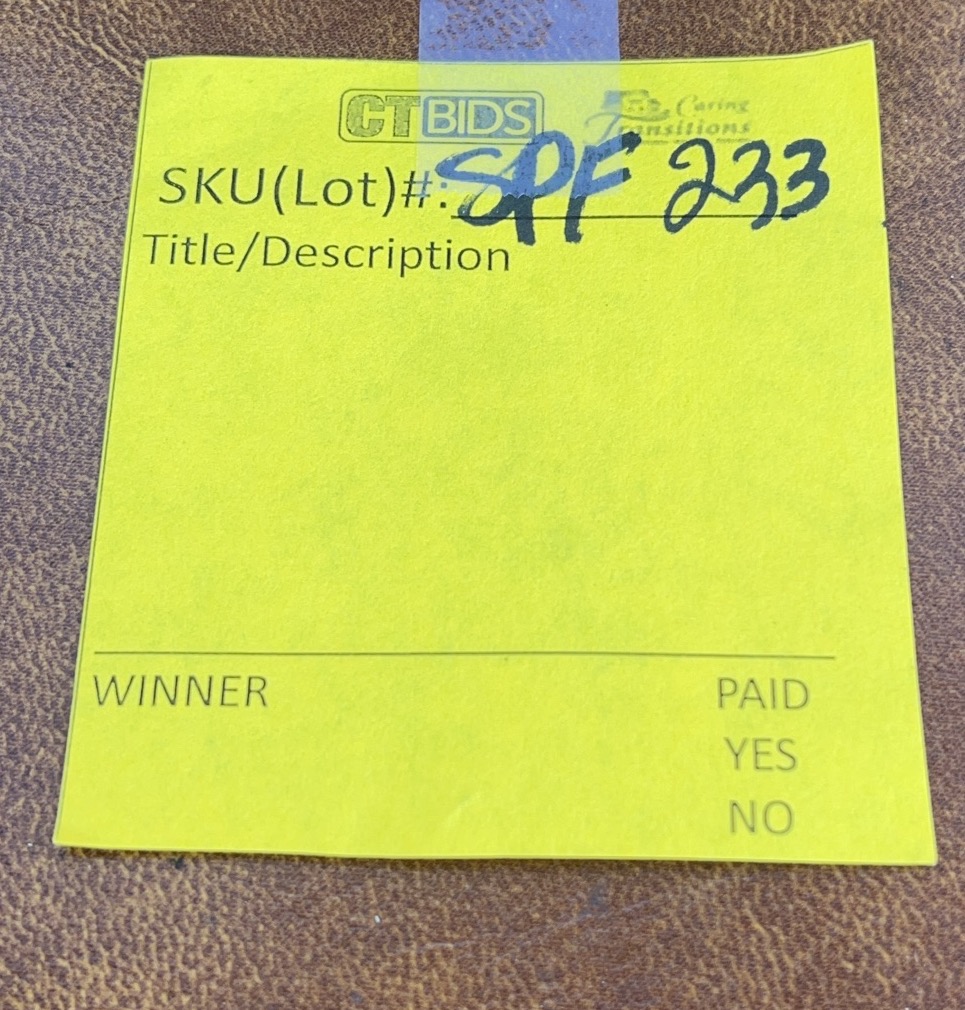 CTBIDS Caring Transitions
SKU(Lot)#: SPF 233
Title/Description
WINNER PAID
YES
NO